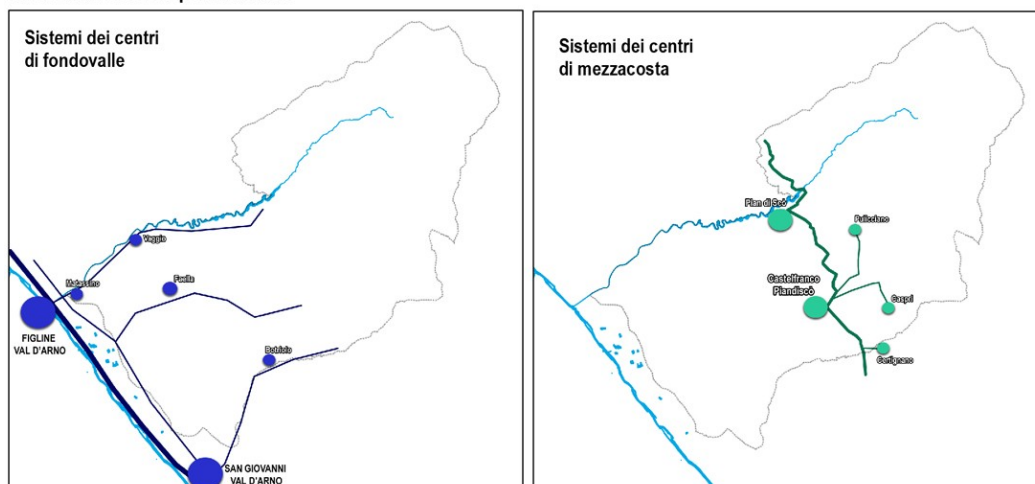 Sistemi dei centri
di fondovalle
Vaggio
Matassino
Faella
FIGLINE
VAL D'ARNO
Botriolo
SAN GIOVANNI
VAL D'ARNO
Sistemi dei centri
di mezzacosta
Pian di Scò
Pulicciano
Castelfranco
Piandiscò
Caspri
Certignano